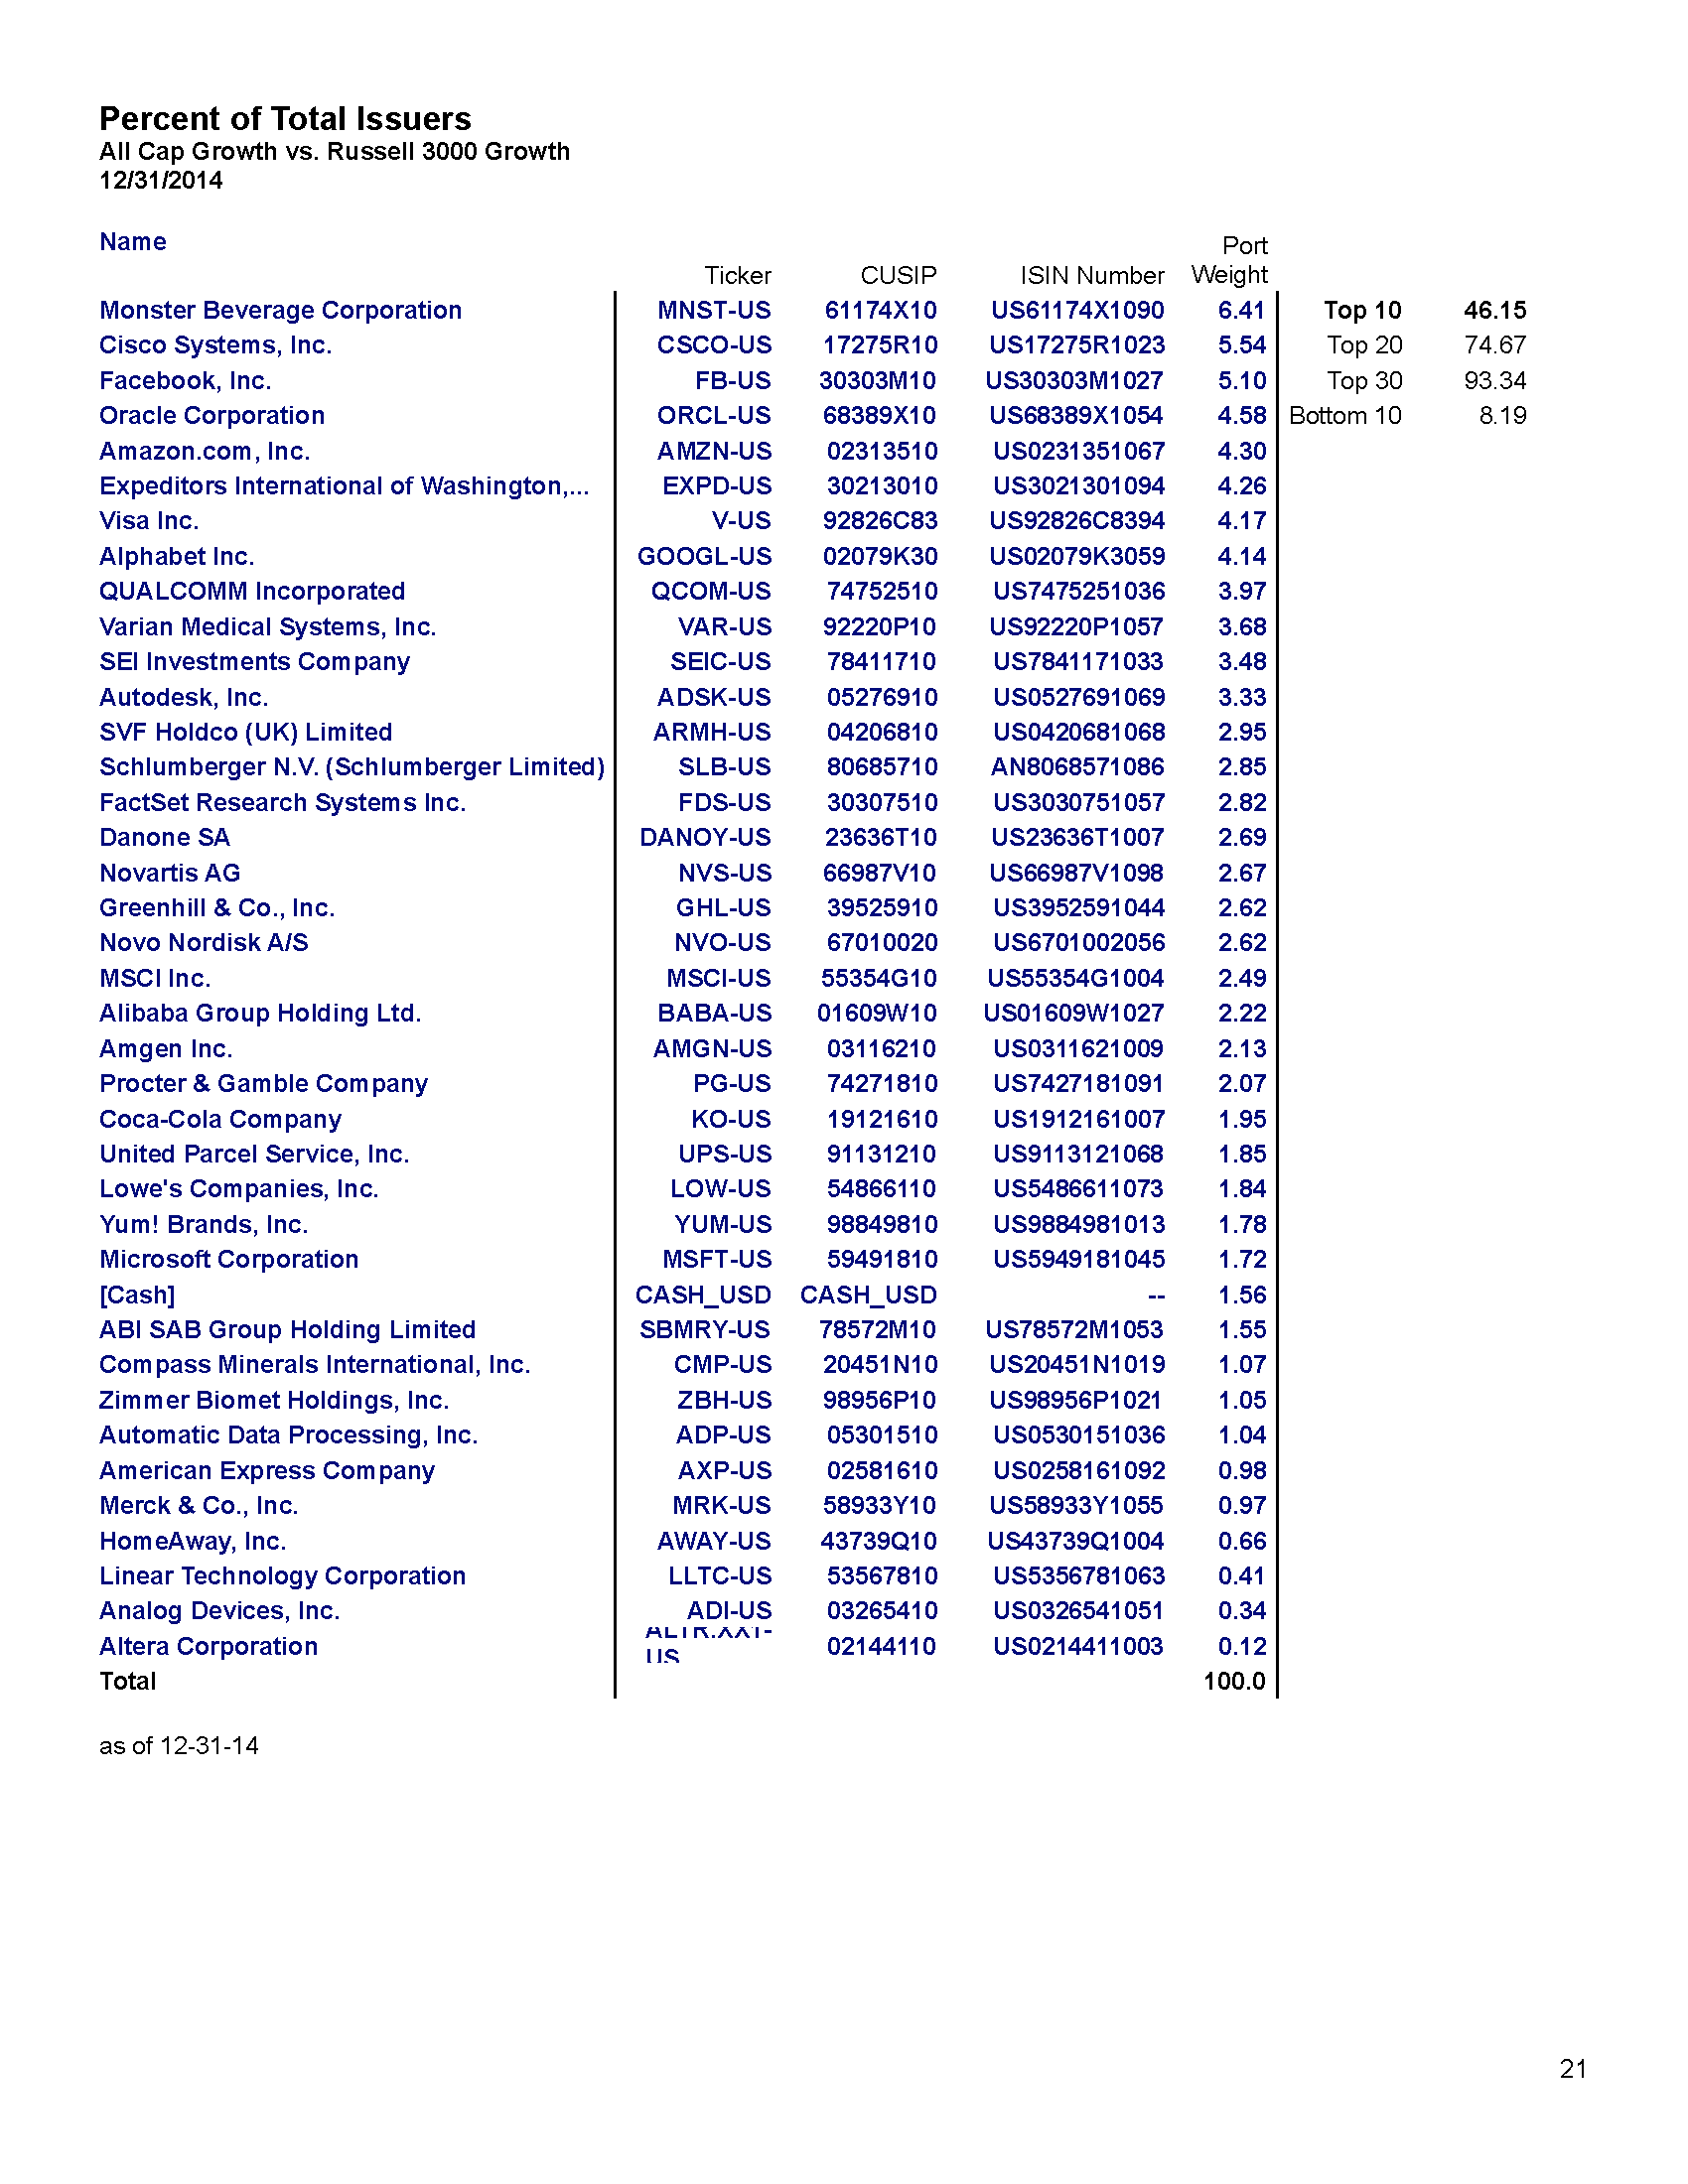 Percent of Total Issuers
All Cap Growth vs. Russell 3000 Growth
12/31/2014
Name Ticker CUSIP ISIN Number Port Weight
Monster Beverage Corporation MNST-US 61174X10 US61174X1090 6.41 Top 10 46.15
Cisco Systems, Inc. CSCO-US 17275R10 US17275R1023 5.54 Top 20 74.67
Facebook, Inc. FB-US 30303M10 US30303M1027 5.10 Top 30 93.34
Oracle Corporation ORCL-US 68389X10 US68389X1054 4.58 Bottom 10 8.19
Amazon.com, Inc. AMZN-US 02313510 US0231351067 4.30
Expeditors International of Washington,... EXPD-US 30213010 US3021301094 4.26
Visa Inc. V-US 92826C83 US92826C8394 4.17
Alphabet Inc. GOOGL-US 02079K30 US02079K3059 4.14
QUALCOMM Incorporated QCOM-US 74752510 US7475251036 3.97
Varian Medical Systems, Inc. VAR-US 92220P10 US92220P1057 3.68
SEI Investments Company SEIC-US 78411710 US7841171033 3.48
Autodesk, Inc. ADSK-US 05276910 US0527691069 3.33
SVF Holdco (UK) Limited ARMH-US 04206810 US0420681068 2.95
Schlumberger N.V. (Schlumberger Limited) SLB-US 80685710 AN8068571086 2.85
FactSet Research Systems Inc. FDS-US 30307510 US3030751057 2.82
Danone SA DANOY-US 23636T10 US23636T1007 2.69
Novartis AG NVS-US 66987V10 US66987V1098 2.67
Greenhill & Co., Inc. GHL-US 39525910 US3952591044 2.62
Novo Nordisk A/S NVO-US 67010020 US6701002056 2.62
MSCI Inc. MSCI-US 55354G10 US55354G1004 2.49
Alibaba Group Holding Ltd. BABA-US 01609W10 US01609W1027 2.22
Amgen Inc. AMGN-US 03116210 US0311621009 2.13
Procter & Gamble Company PG-US 74271810 US7427181091 2.07
Coca-Cola Company KO-US 19121610 US1912161007 1.95
United Parcel Service, Inc. UPS-US 91131210 US9113121068 1.85
Lowe's Companies, Inc. LOW-US 54866110 US5486611073 1.84
Yum! Brands, Inc. YUM-US 98849810 US9884981013 1.78
Microsoft Corporation MSFT-US 59491810 US5949181045 1.72
[Cash] CASH_USD CASH_USD -- 1.56
ABI SAB Group Holding Limited SBMRY-US 78572M10 US78572M1053 1.55
Compass Minerals International, Inc. CMP-US 20451N10 US20451N1019 1.07
Zimmer Biomet Holdings, Inc. ZBH-US 98956P10 US98956P1021 1.05
Automatic Data Processing, Inc. ADP-US 05301510 US0530151036 1.04
American Express Company AXP-US 02581610 US0258161092 0.98
Merck & Co., Inc. MRK-US 58933Y10 US58933Y1055 0.97
HomeAway, Inc. AWAY-US 43739Q10 US43739Q1004 0.66
Linear Technology Corporation LLTC-US 53567810 US5356781063 0.41
Analog Devices, Inc. ADI-US 03265410 US0326541051 0.34
Altera Corporation 02144110 US0214411003 0.12
Total 100.0
as of 12-31-14
21